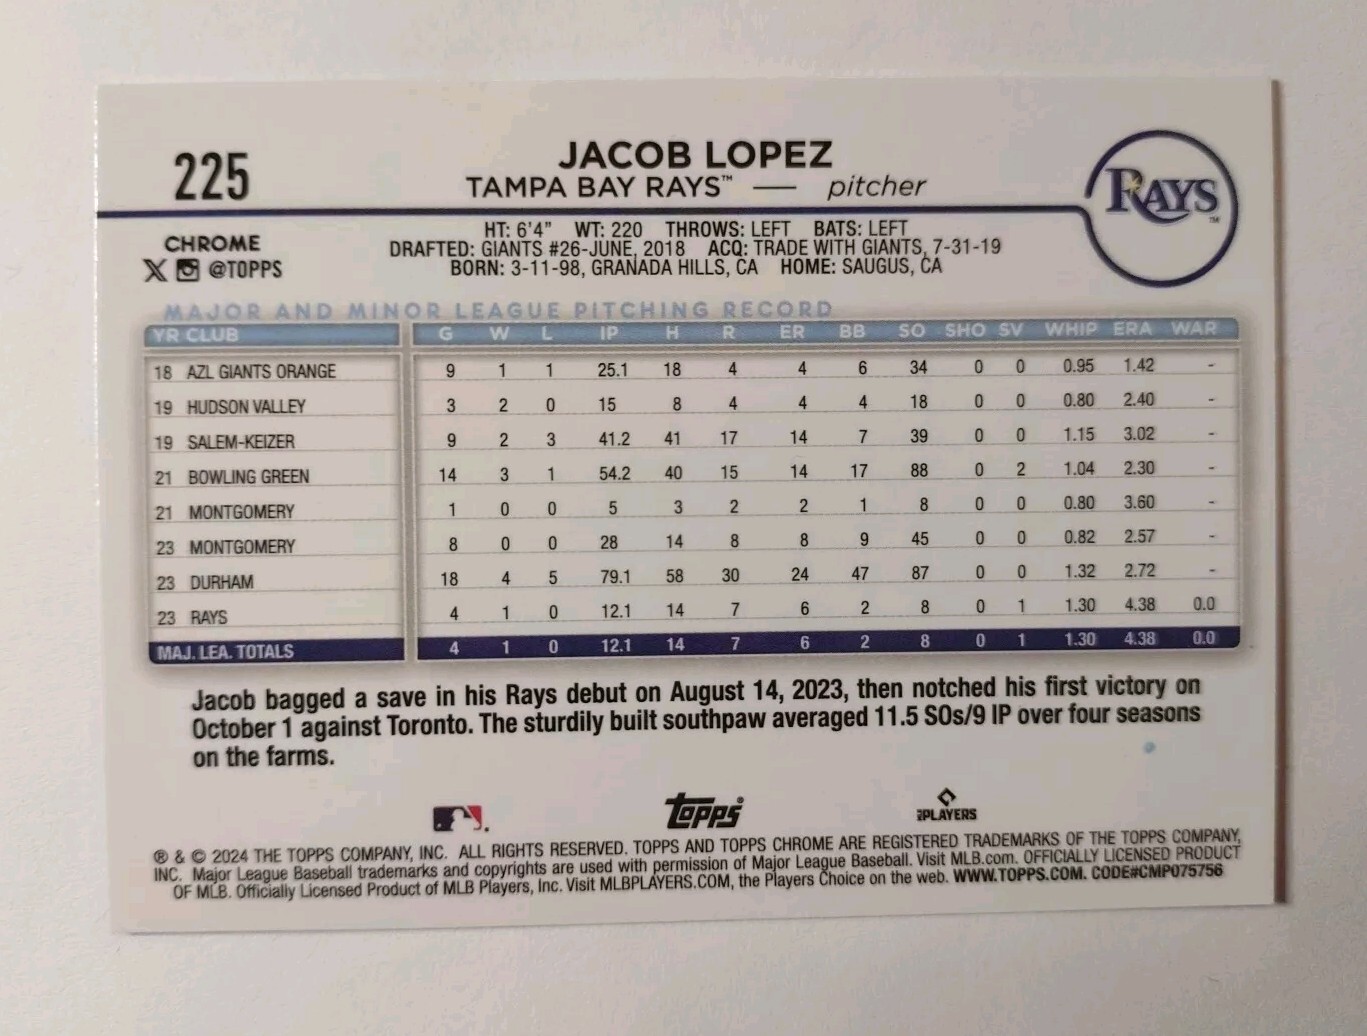 225
JACOB LOPEZ
TAMPA BAY RAYS™ — pitcher
RAYS™
CHROME
X @TOPPS
HT: 6'4" WT: 220 THROWS: LEFT BATS: LEFT
DRAFTED: GIANTS #26-JUNE, 2018 ACQ: TRADE WITH GIANTS, 7-31-19
BORN: 3-11-98, GRANADA HILLS, CA HOME: SAUGUS, CA
MAJOR AND MINOR LEAGUE PITCHING RECORD
YR CLUB G W L IP H R ER BB SO SHO SV WHIP ERA WAR
18 AZL GIANTS ORANGE 9 1 1 25.1 18 4 4 6 34 0 0 0.95 1.42 -
19 HUDSON VALLEY 3 2 0 15 8 4 4 4 18 0 0 0.80 2.40 -
19 SALEM-KEIZER 9 2 3 41.2 41 17 14 7 39 0 0 1.15 3.02 -
21 BOWLING GREEN 14 3 1 54.2 40 15 14 17 88 0 2 1.04 2.30 -
21 MONTGOMERY 1 0 0 5 3 2 2 1 8 0 0 0.80 3.60 -
23 MONTGOMERY 8 0 0 28 14 8 8 9 45 0 0 0.82 2.57 -
23 DURHAM 18 4 5 79.1 58 30 24 47 87 0 0 1.32 2.72 -
23 RAYS 4 1 0 12.1 14 7 6 2 8 0 1 1.30 4.38 0.0
MAJ. LEA. TOTALS 4 1 0 12.1 14 7 6 2 8 0 1 1.30 4.38 0.0
Jacob bagged a save in his Rays debut on August 14, 2023, then notched his first victory on
October 1 against Toronto. The sturdily built southpaw averaged 11.5 SOs/9 IP over four seasons
on the farms.
Topps
PLAYERS
® & © 2024 THE TOPPS COMPANY, INC. ALL RIGHTS RESERVED. TOPPS AND TOPPS CHROME ARE REGISTERED TRADEMARKS OF THE TOPPS COMPANY,
INC. Major League Baseball trademarks and copyrights are used with permission of Major League Baseball. Visit MLB.com. OFFICIALLY LICENSED PRODUCT
OF MLB. Officially Licensed Product of MLB Players, Inc. Visit MLBPLAYERS.COM, the Players Choice on the web. WWW.TOPPS.COM. CODE#CMP075756